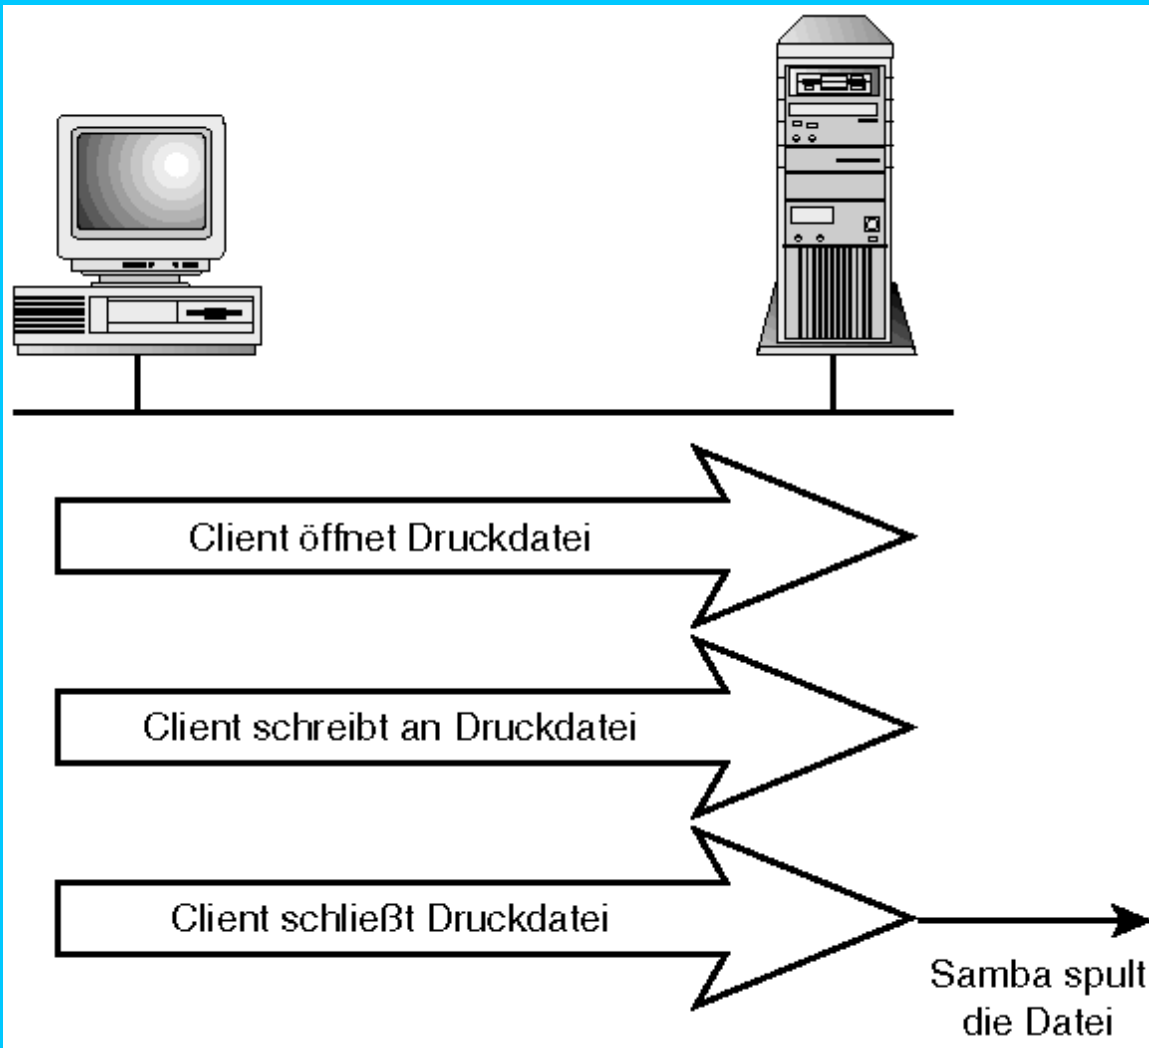 Client öffnet Druckdatei
Client schreibt an Druckdatei
Client schließt Druckdatei
Samba spult
die Datei